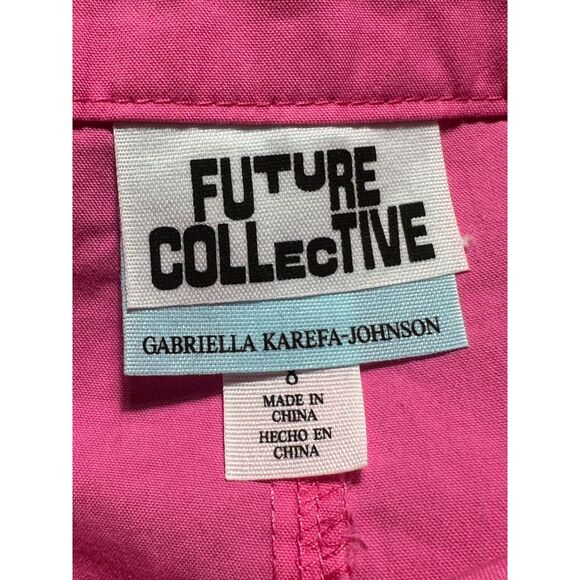 FUTURE
COLLECTIVE
GABRIELLA KAREFA-JOHNSON
8
MADE IN
CHINA
HECHO EN
CHINA